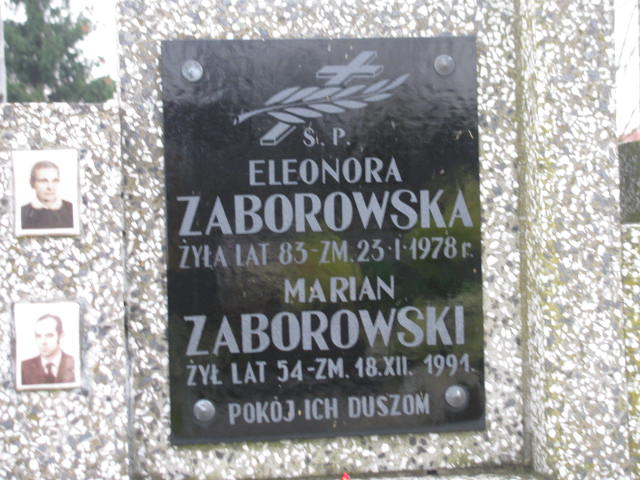 Ś. P.
ELEONORA
ZABOROWSKA
ŻYŁA LAT 83-ZM. 23·I·1978 r.
MARIAN
ZABOROWSKI
ŻYŁ LAT 54-ZM. 18.XII. 1991.
POKÓJ·ICH DUSZOM